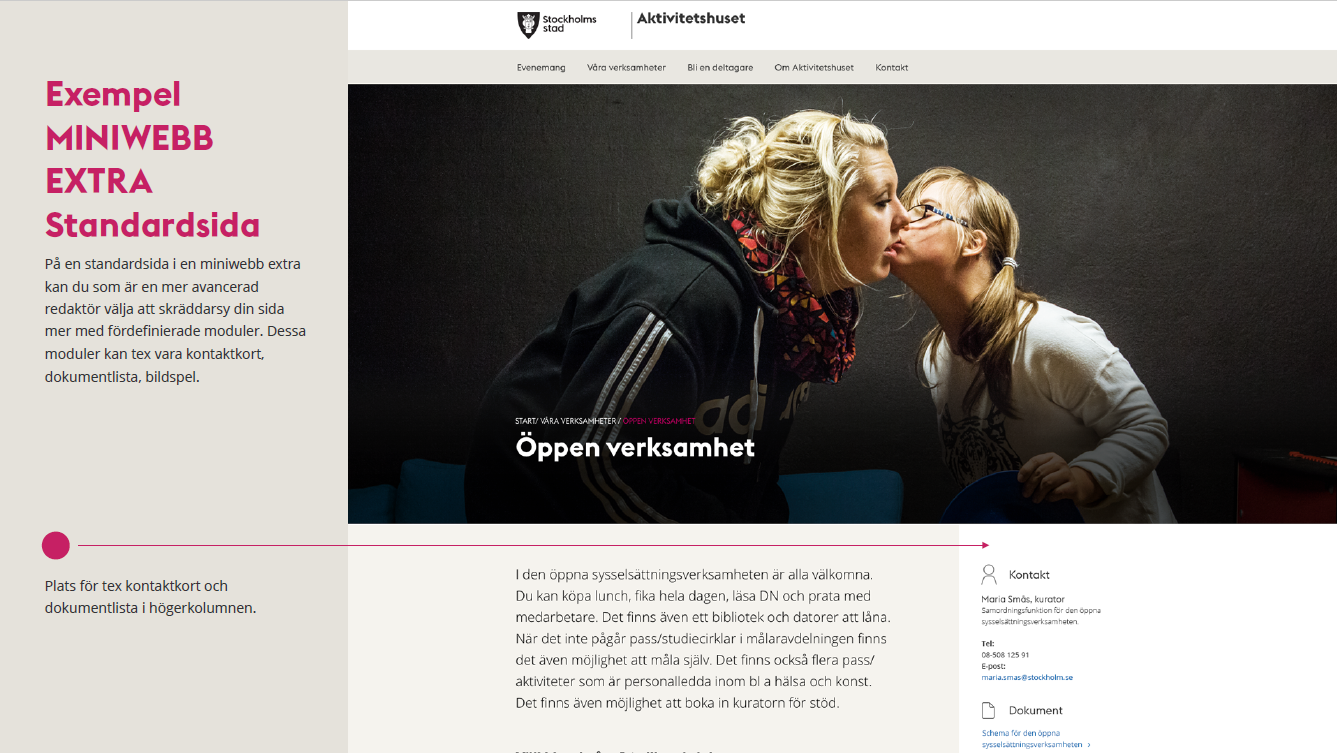 Exempel
MINIWEBB
EXTRA
Standardsida
På en standardsida i en miniwebb extra
kan du som är en mer avancerad
redaktör välja att skräddarsy din sida
mer med fördefinierade moduler. Dessa
moduler kan tex vara kontaktkort,
dokumentlista, bildspel.
Plats för tex kontaktkort och
dokumentlista i högerkolumnen.
Stockholms
stad
Aktivitetshuset
Evenemang Våra verksamheter Bli en deltagare Om Aktivitetshuset Kontakt
adi
START/ VÅRA VERKSAMHETER / ÖPPEN VERKSAMHET
Öppen verksamhet
I den öppna sysselsättningsverksamheten är alla välkomna.
Du kan köpa lunch, fika hela dagen, läsa DN och prata med
medarbetare. Det finns även ett bibliotek och datorer att låna.
När det inte pågår pass/studiecirklar i målaravdelningen finns
det även möjlighet att måla själv. Det finns också flera pass/
aktiviteter som är personalledda inom bl a hälsa och konst.
Det finns även möjlighet att boka in kuratorn för stöd.
Kontakt
Maria Smås, kurator
Samordningsfunktion för den öppna
sysselsättningsverksamheten.
Tel:
08-508 125 91
E-post:
maria.smas@stockholm.se
Dokument
Schema för den öppna
sysselsättningsverksamheten ›